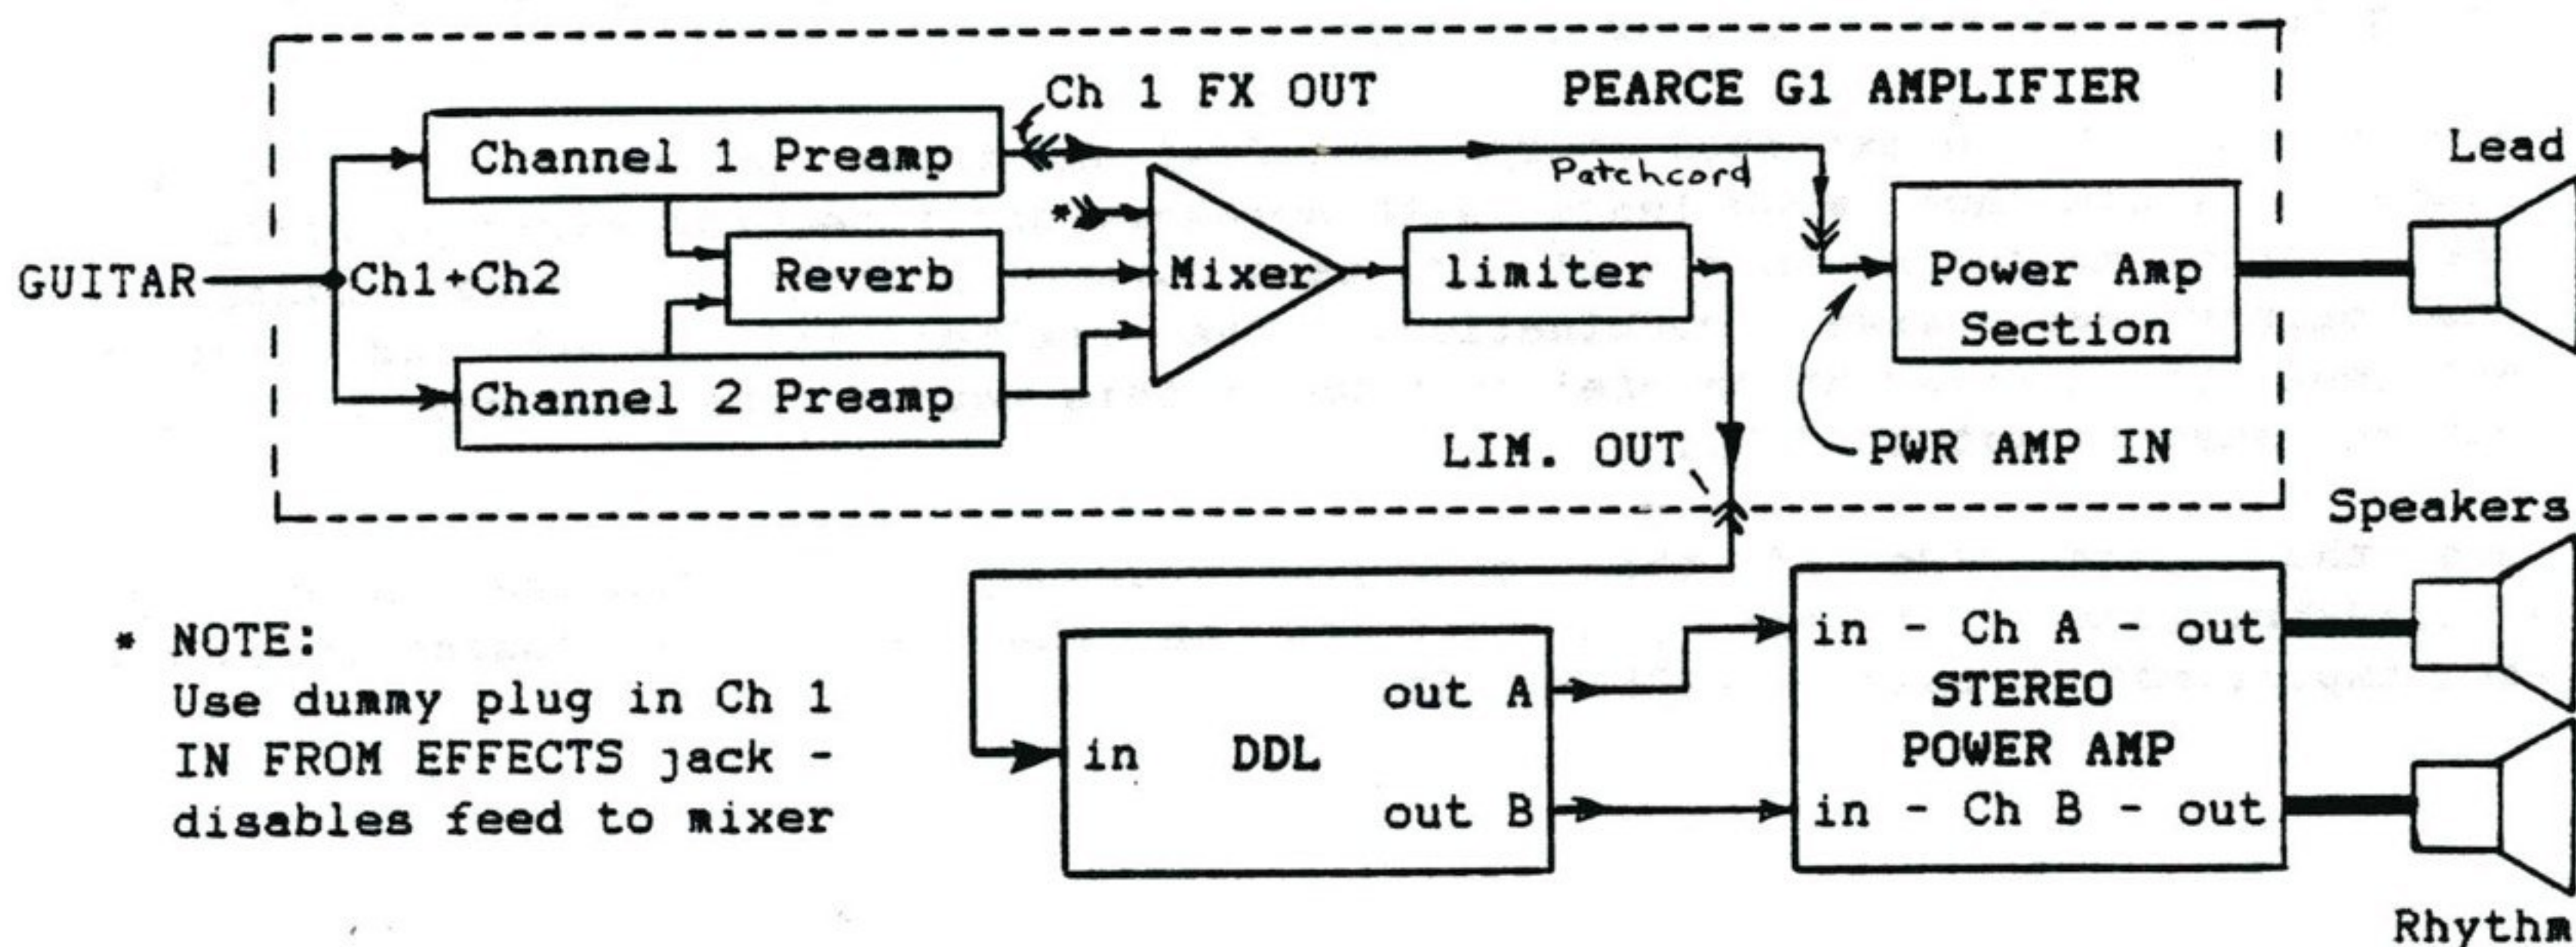 Ch 1 FX OUT
PEARCE G1 AMPLIFIER
Lead
Channel 1 Preamp
Patchcord
*
GUITAR
Ch1+Ch2
Reverb
Mixer
limiter
Power Amp
Section
Channel 2 Preamp
LIM. OUT
PWR AMP IN
Speakers
* NOTE:
Use dummy plug in Ch 1
IN FROM EFFECTS jack -
disables feed to mixer
in DDL
out A
out B
in - Ch A - out
STEREO
POWER AMP
in - Ch B - out
Rhythm